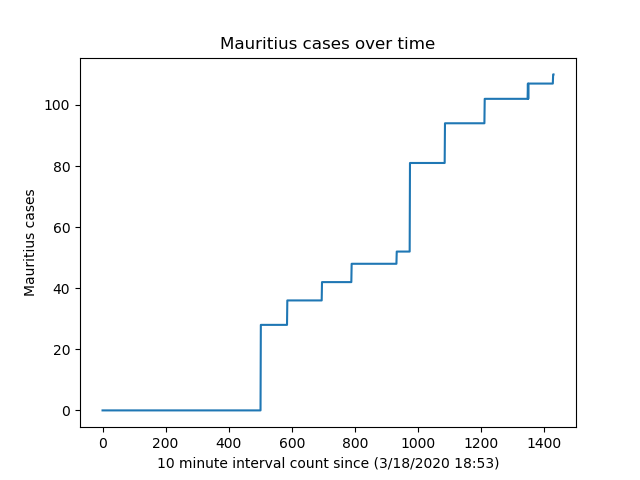 Mauritius cases over time
Mauritius cases
100
80
60
40
20
0
0 200 400 600 800 1000 1200 1400
10 minute interval count since (3/18/2020 18:53)